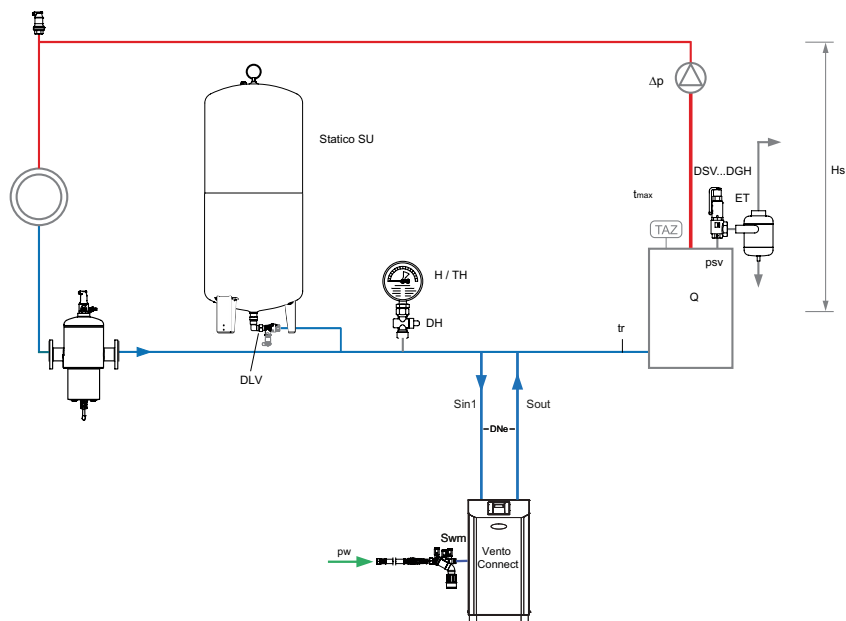 Δp
Statico SU
Hs
DSV...DGH
ET
tmax
TAZ
psv
H / TH
Q
DH
tr
DLV
Sin1
Sout
DNe
Swm
pw
Vento
Connect